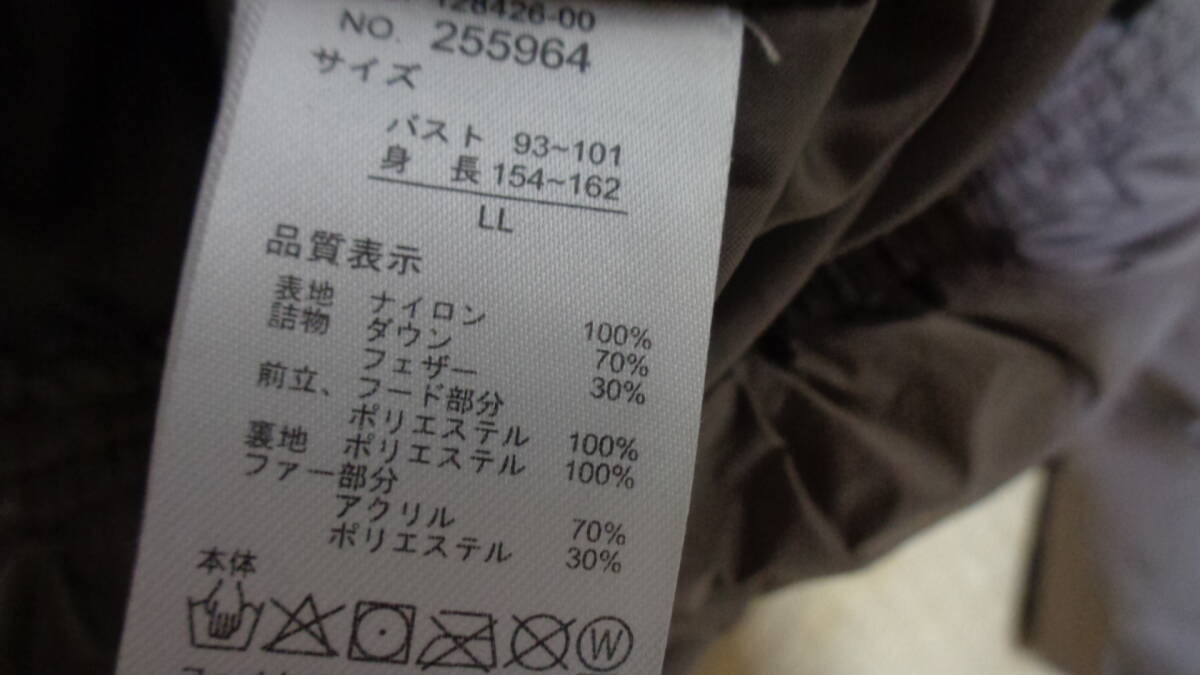 128426-00
NO. 255964
サイズ
バスト 93~101
身 長 154~162
LL
品質表示
表地 ナイロン 100%
詰物 ダウン 70%
フェザー 30%
前立、フード部分
ポリエステル 100%
裏地 ポリエステル 100%
ファー部分
アクリル 70%
ポリエステル 30%
本体
W